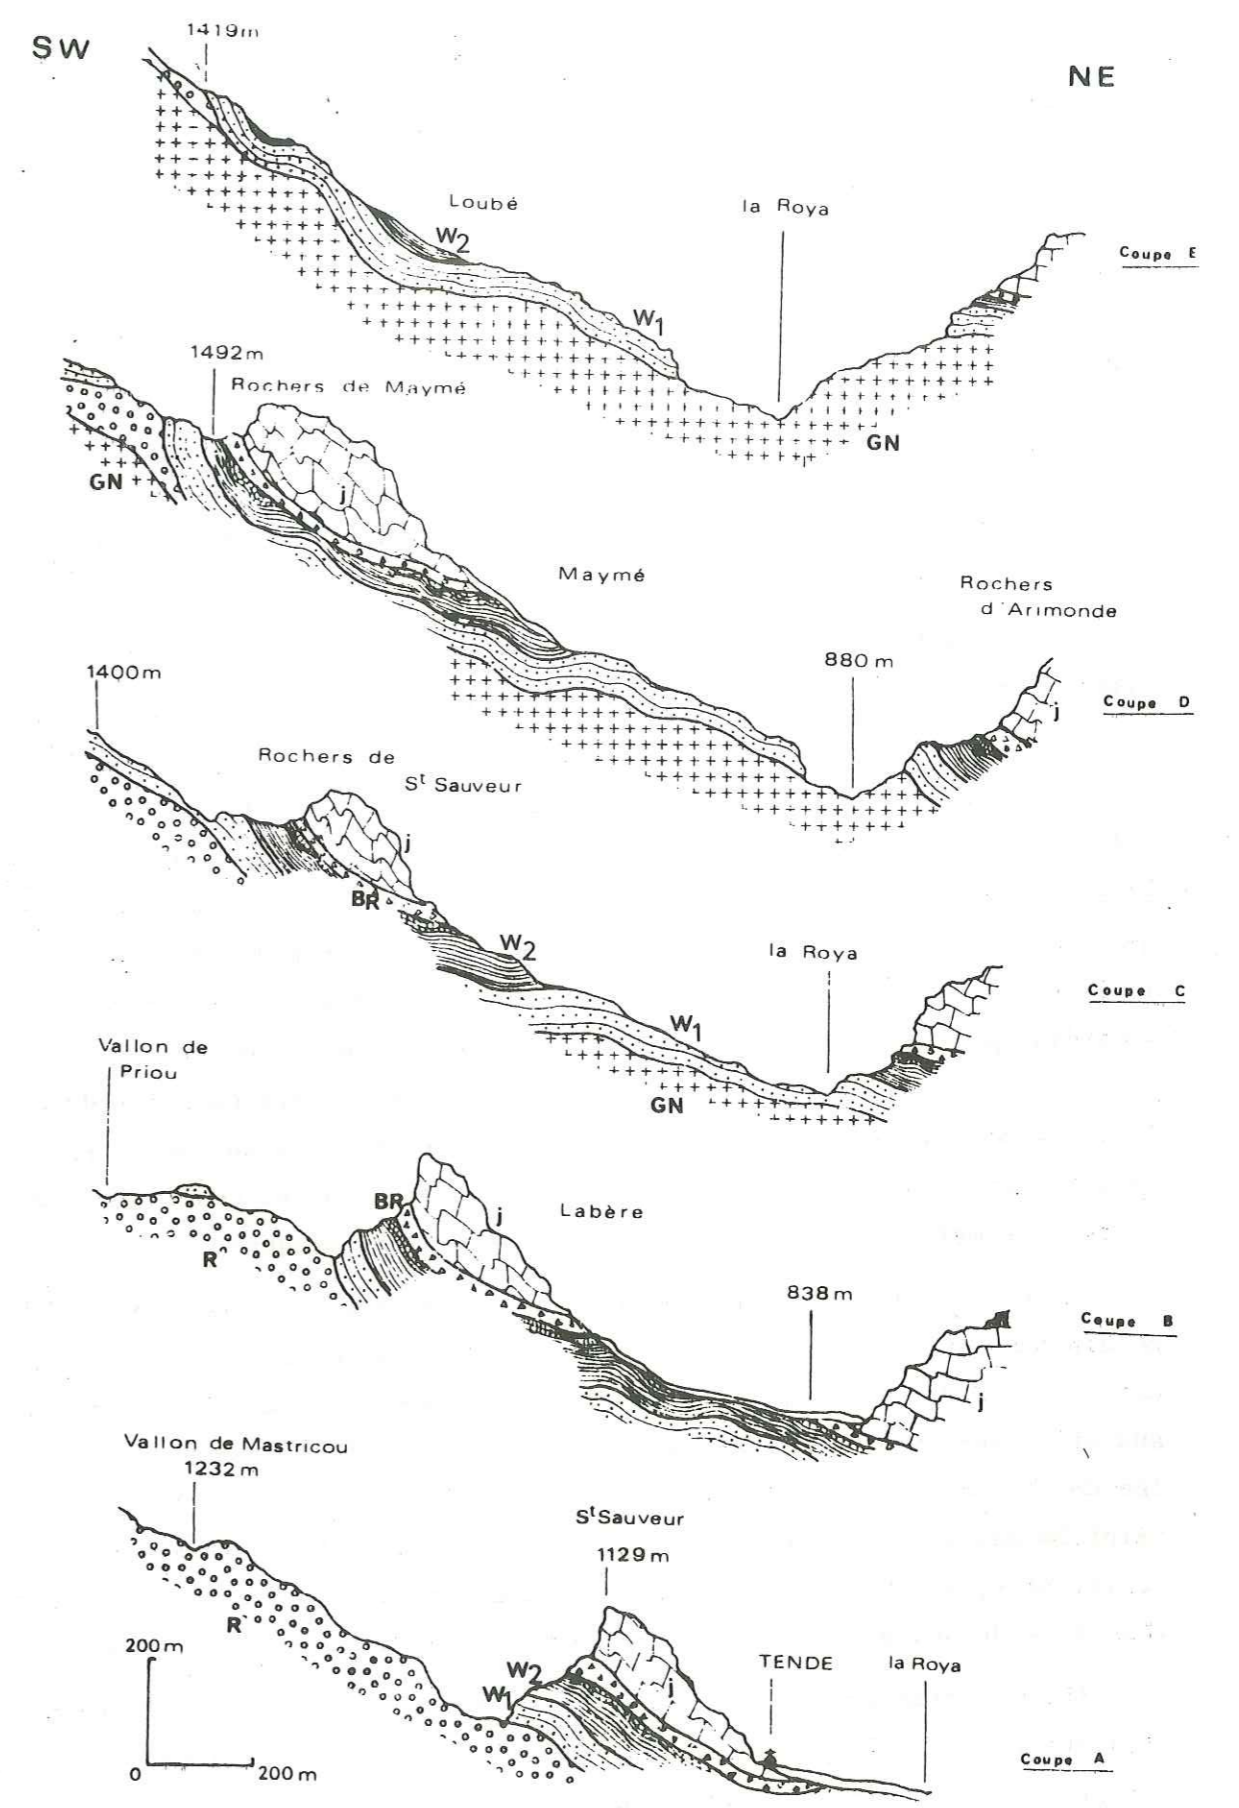 SW
1419m
NE
Loubé
la Roya
W2
Coupe E
W1
1492m
Rochers de Maymé
GN
GN
j
Maymé
Rochers
d'Arimonde
880 m
1400m
j
Coupe D
Rochers de
St Sauveur
j
BR
W2
la Roya
Coupe C
W1
Vallon de
Priou
GN
BR
j
Labère
R
838 m
Coupe B
j
Vallon de Mastricou
1232 m
St Sauveur
1129 m
R
200 m
W2
TENDE
la Roya
W1
j
Coupe A
0
200 m